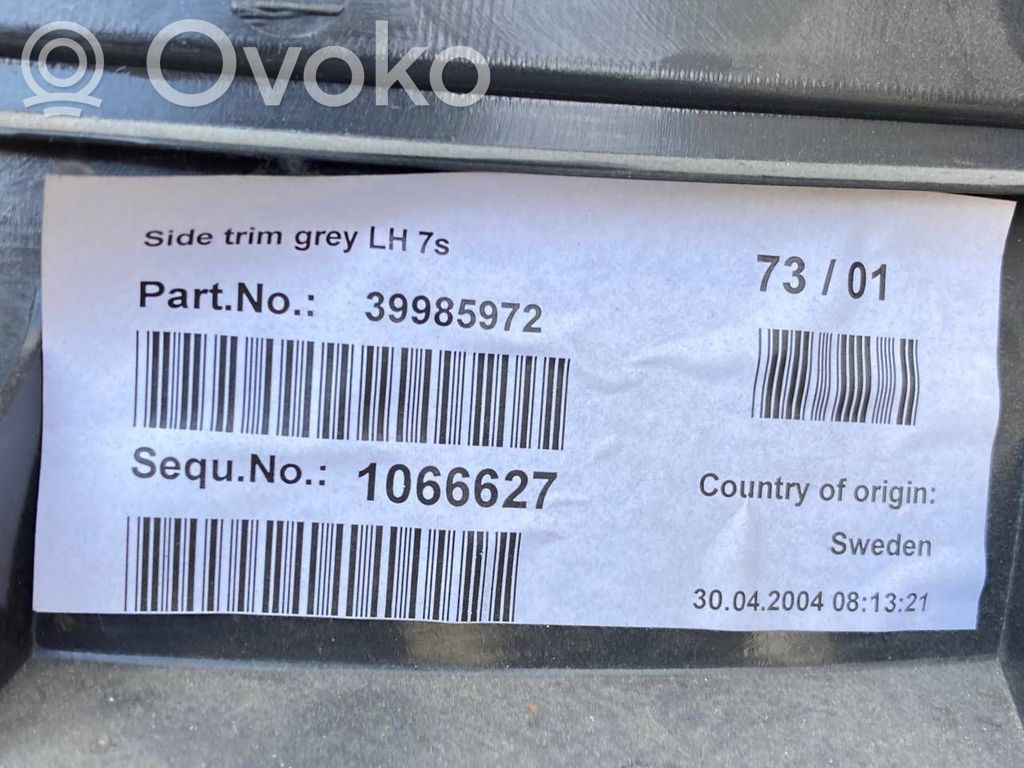 Ovoko
Side trim grey LH 7s
Part.No.: 39985972
73 / 01
Sequ.No.: 1066627
Country of origin:
Sweden
30.04.2004 08:13:21